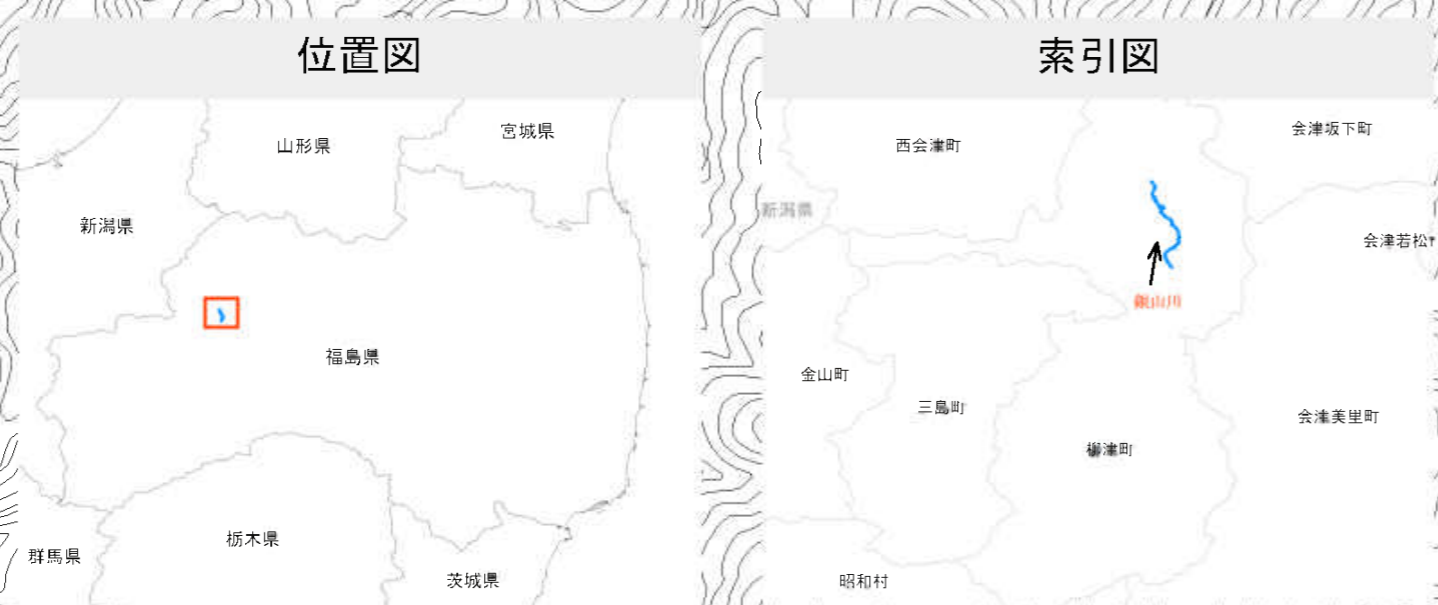 位置図
索引図
宮城県
山形県
新潟県
福島県
栃木県
群馬県
茨城県
会津坂下町
西会津町
新潟県
会津若松
銀山川
金山町
三島町
会津美里町
柳津町
昭和村